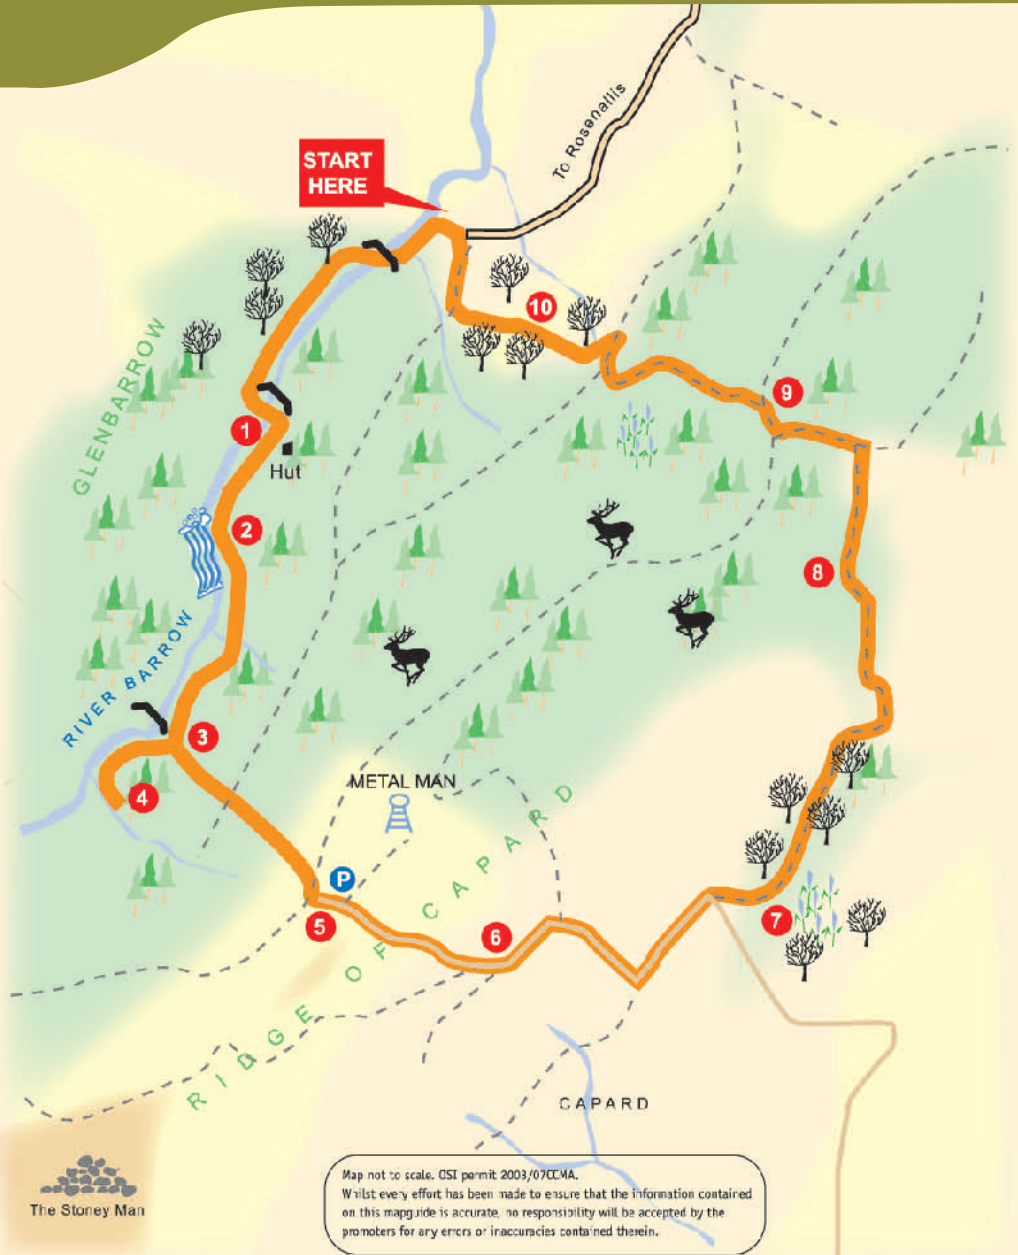 To Rosenallis
START
HERE
10
GLENBARROW
9
1
Hut
2
8
RIVER BARROW
3
METAL MAN
4
P
RIDGE OF CAPARD
5
6
7
CAPARD
The Stoney Man
Map not to scale. OSI permit 2003/07CCMA.
Whilst every effort has been made to ensure that the information contained
on this mapguide is accurate, no responsibility will be accepted by the
promoters for any errors or inaccuracies contained therein.